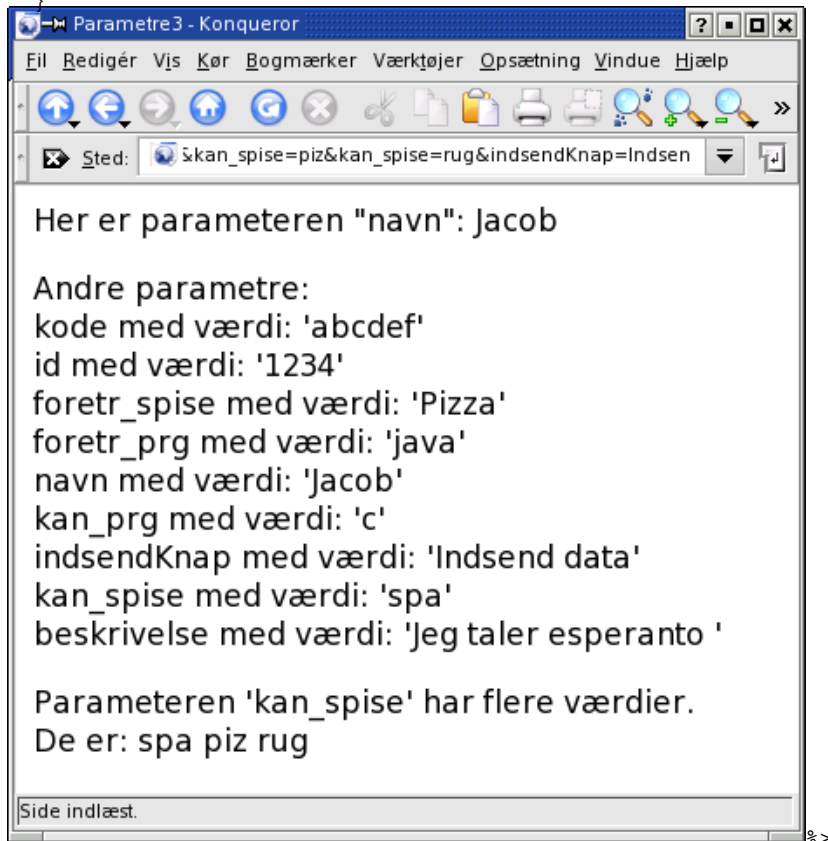 {
Parametre3 - Konqueror
Fil Redigér Vis Kør Bogmærker Værktøjer Opsætning Vindue Hjælp
»
Sted: &kan_spise=piz&kan_spise=rug&indsendKnap=Indsen
Her er parameteren "navn": Jacob
Andre parametre:
kode med værdi: 'abcdef'
id med værdi: '1234'
foretr_spise med værdi: 'Pizza'
foretr_prg med værdi: 'java'
navn med værdi: 'Jacob'
kan_prg med værdi: 'c'
indsendKnap med værdi: 'Indsend data'
kan_spise med værdi: 'spa'
beskrivelse med værdi: 'Jeg taler esperanto '
Parameteren 'kan_spise' har flere værdier.
De er: spa piz rug
Side indlæst.
%>